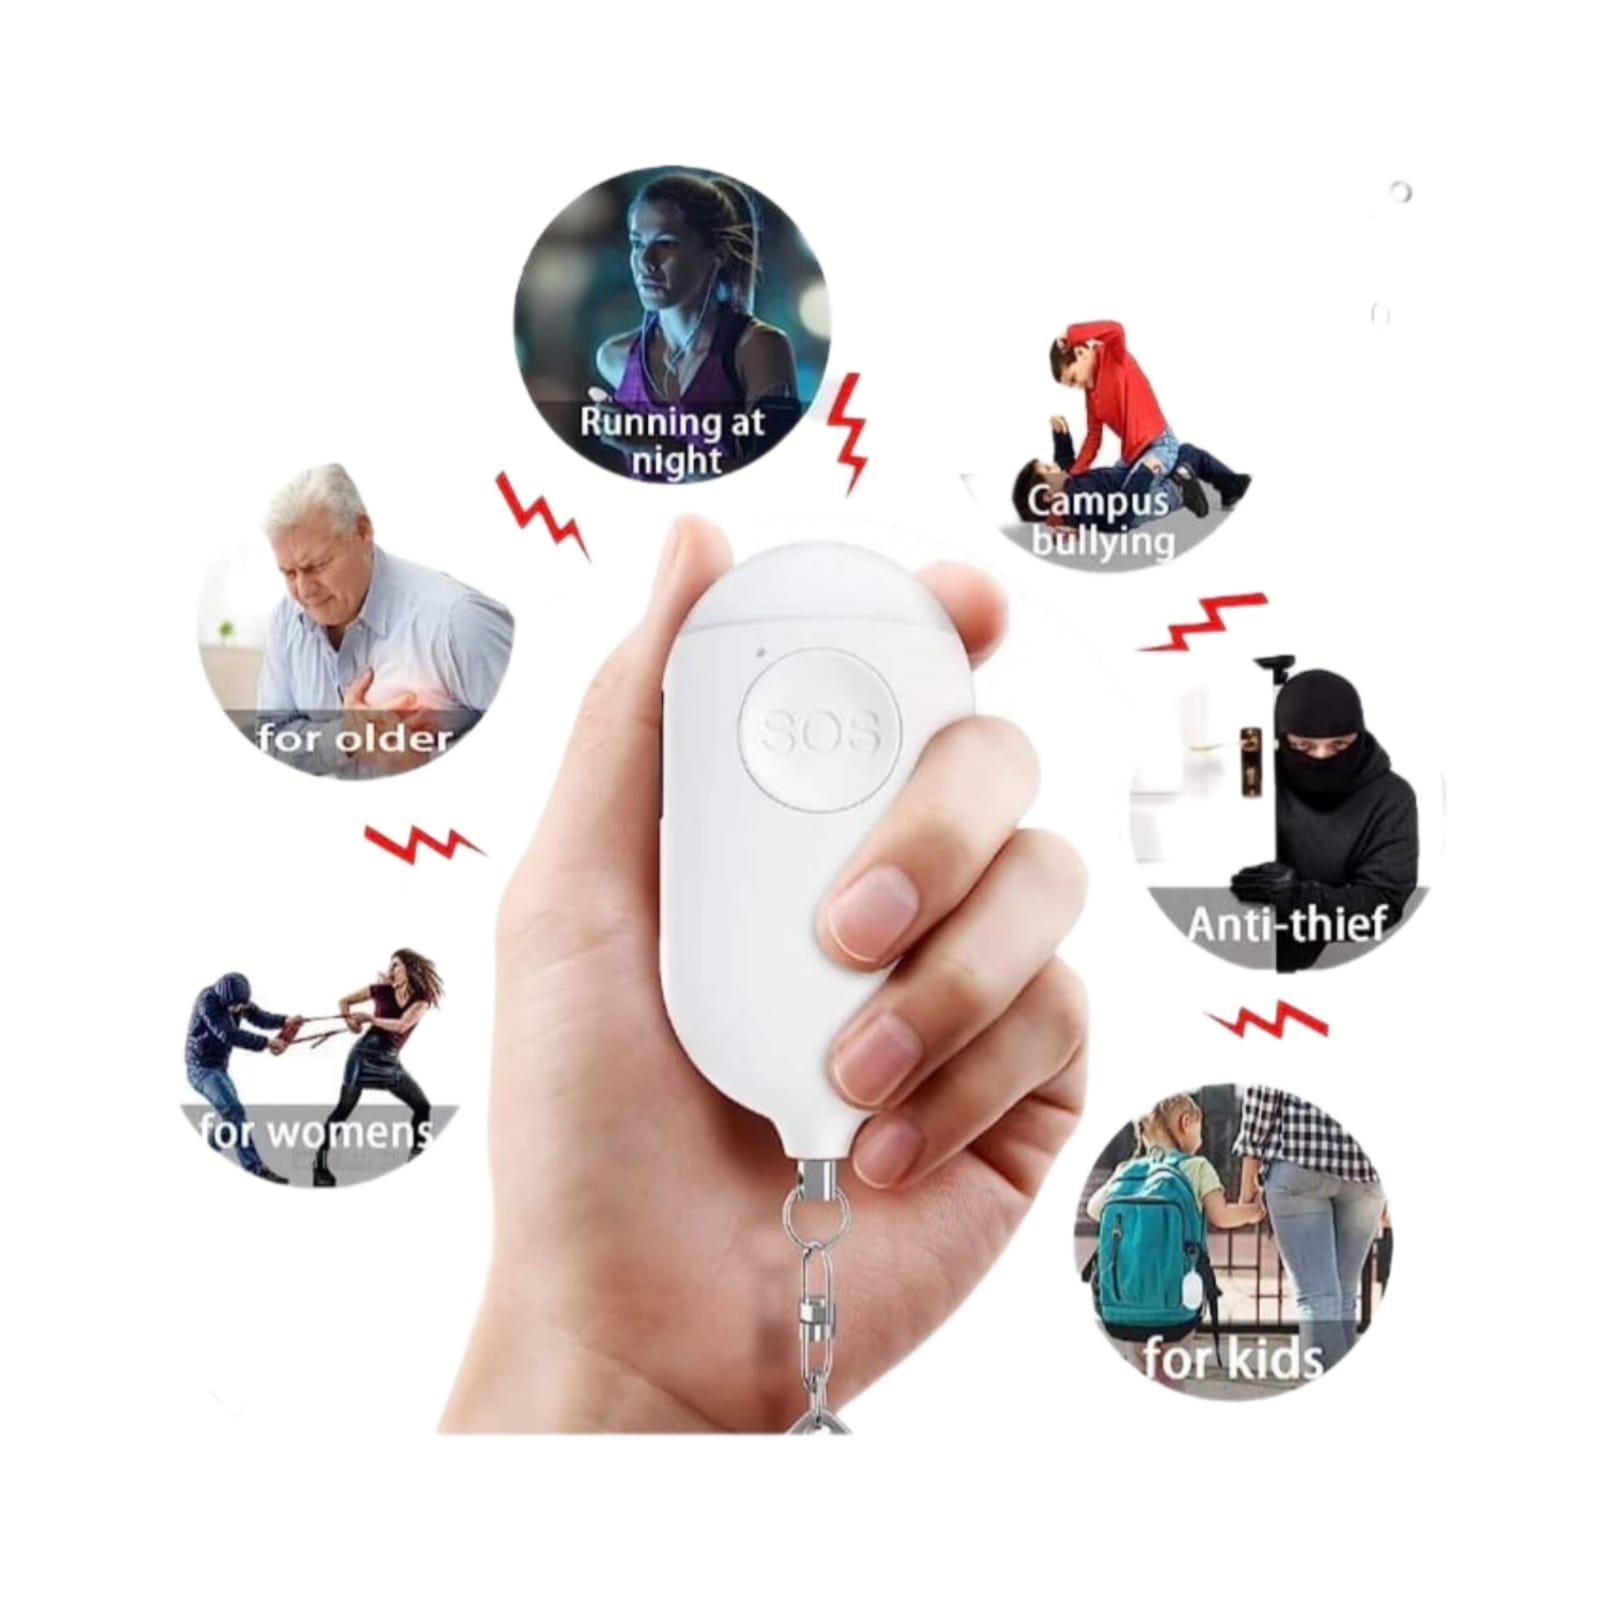 Running at
night
Campus
bullying
for older
SOS
Anti-thief
for womens
for kids